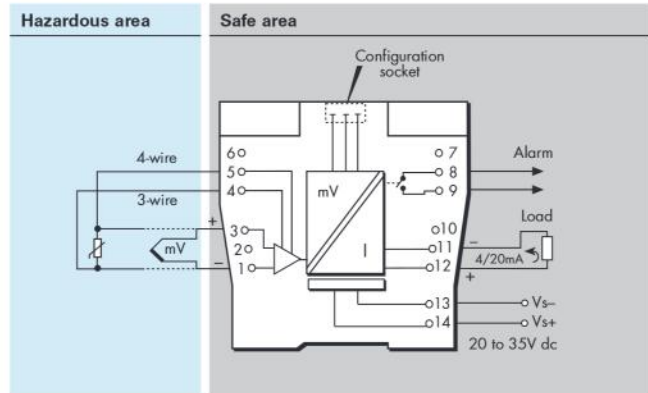 Hazardous area
Safe area
Configuration
socket
6
7
4-wire
5
8
Alarm
4
9
3-wire
mV
+
3
10
Load
mV
2
I
11
–
–
1
12
4/20mA
+
13
Vs–
14
Vs+
20 to 35V dc